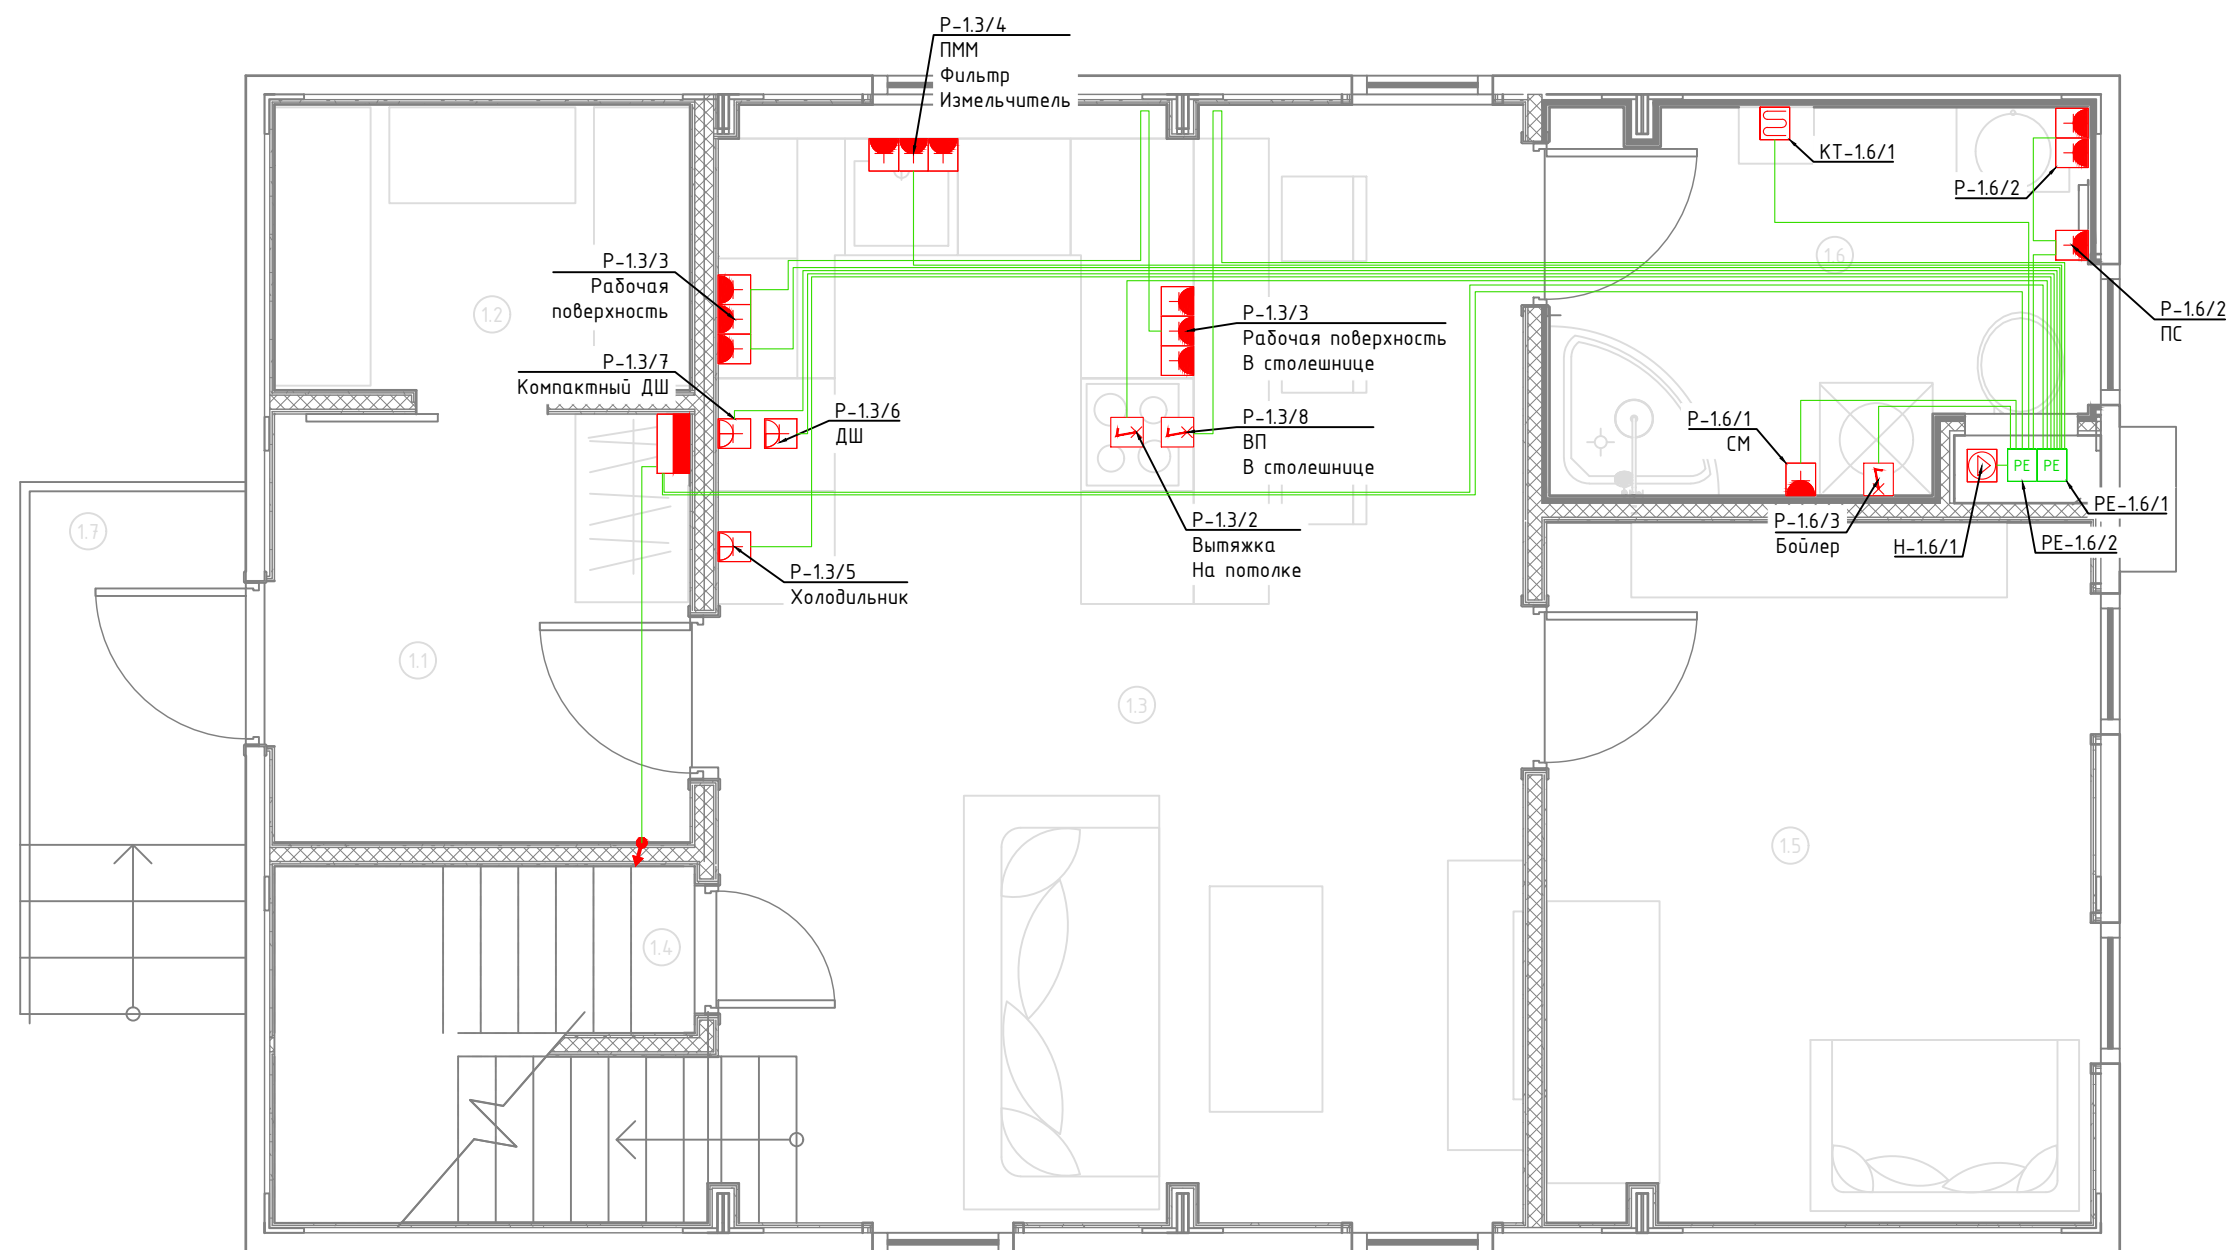 Р-1.3/4
ПММ
Фильтр
Измельчитель
КТ-1.6/1
Р-1.6/2
1.6
Р-1.3/3
Рабочая
поверхность
1.2
Р-1.3/3
Рабочая поверхность
В столешнице
Р-1.6/2
ПС
Р-1.3/7
Компактный ДШ
Р-1.3/6
ДШ
Р-1.3/8
ВП
В столешнице
Р-1.6/1
СМ
PE
PE
PE-1.6/1
1.7
Р-1.3/2
Вытяжка
На потолке
Р-1.6/3
Бойлер
Н-1.6/1
PE-1.6/2
Р-1.3/5
Холодильник
1.1
1.3
1.5
1.4